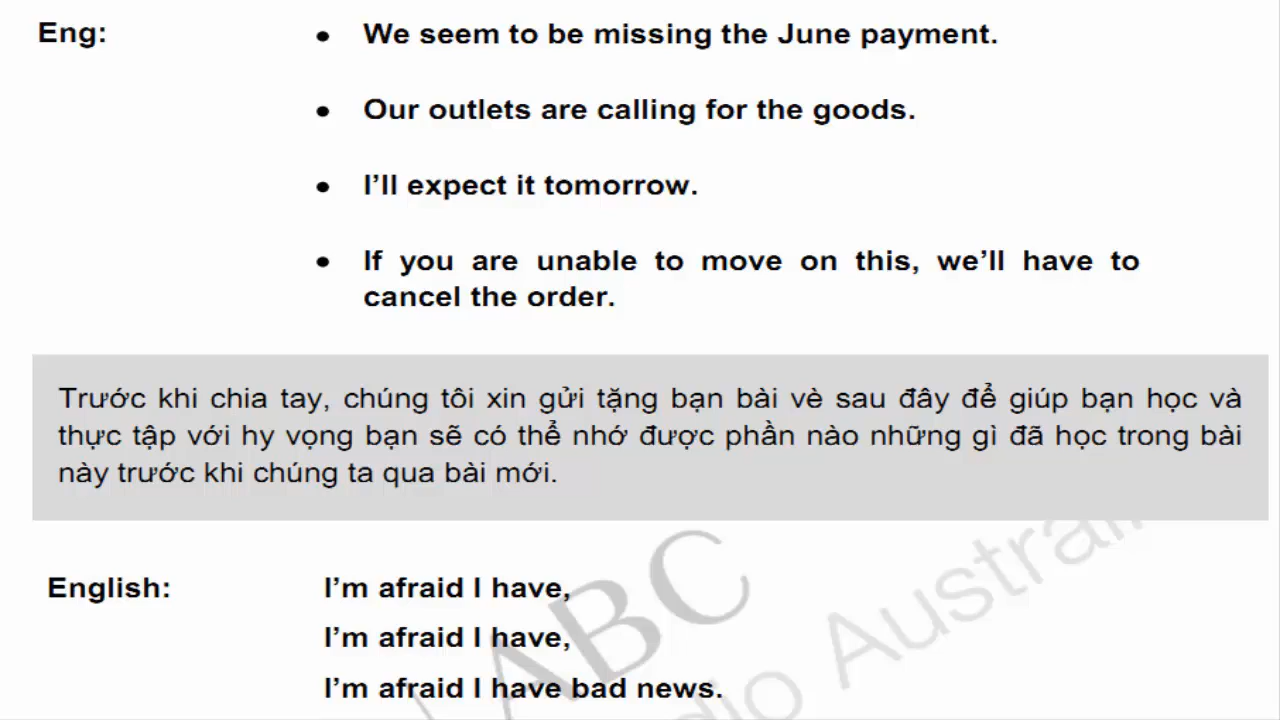 Eng:
• We seem to be missing the June payment.
• Our outlets are calling for the goods.
• I'll expect it tomorrow.
• If you are unable to move on this, we'll have to
cancel the order.
Trước khi chia tay, chúng tôi xin gửi tặng bạn bài vè sau đây để giúp bạn học và
thực tập với hy vọng bạn sẽ có thể nhớ được phần nào những gì đã học trong bài
này trước khi chúng ta qua bài mới.
English: I'm afraid I have,
I'm afraid I have,
I'm afraid I have bad news.
ABC